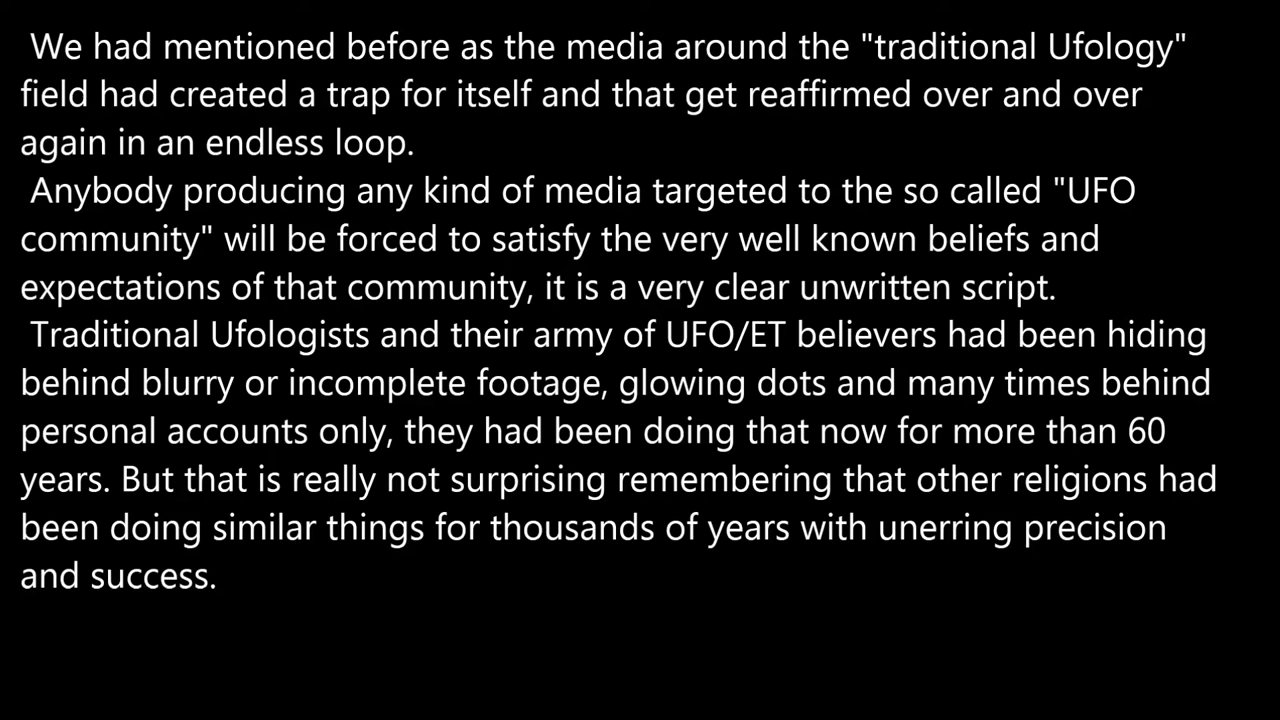 We had mentioned before as the media around the "traditional Ufology"
field had created a trap for itself and that get reaffirmed over and over
again in an endless loop.
Anybody producing any kind of media targeted to the so called "UFO
community" will be forced to satisfy the very well known beliefs and
expectations of that community, it is a very clear unwritten script.
Traditional Ufologists and their army of UFO/ET believers had been hiding
behind blurry or incomplete footage, glowing dots and many times behind
personal accounts only, they had been doing that now for more than 60
years. But that is really not surprising remembering that other religions had
been doing similar things for thousands of years with unerring precision
and success.